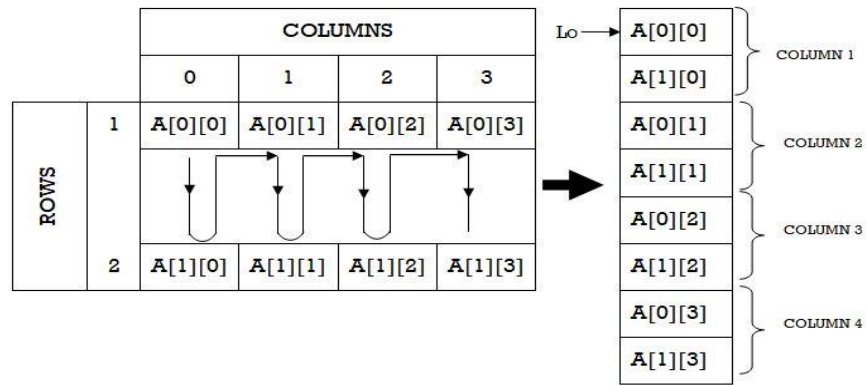 COLUMNS
0 1 2 3
ROWS
1 A[0][0] A[0][1] A[0][2] A[0][3]
2 A[1][0] A[1][1] A[1][2] A[1][3]
Lo A[0][0]
A[1][0]
COLUMN 1
A[0][1]
A[1][1]
COLUMN 2
A[0][2]
A[1][2]
COLUMN 3
A[0][3]
A[1][3]
COLUMN 4